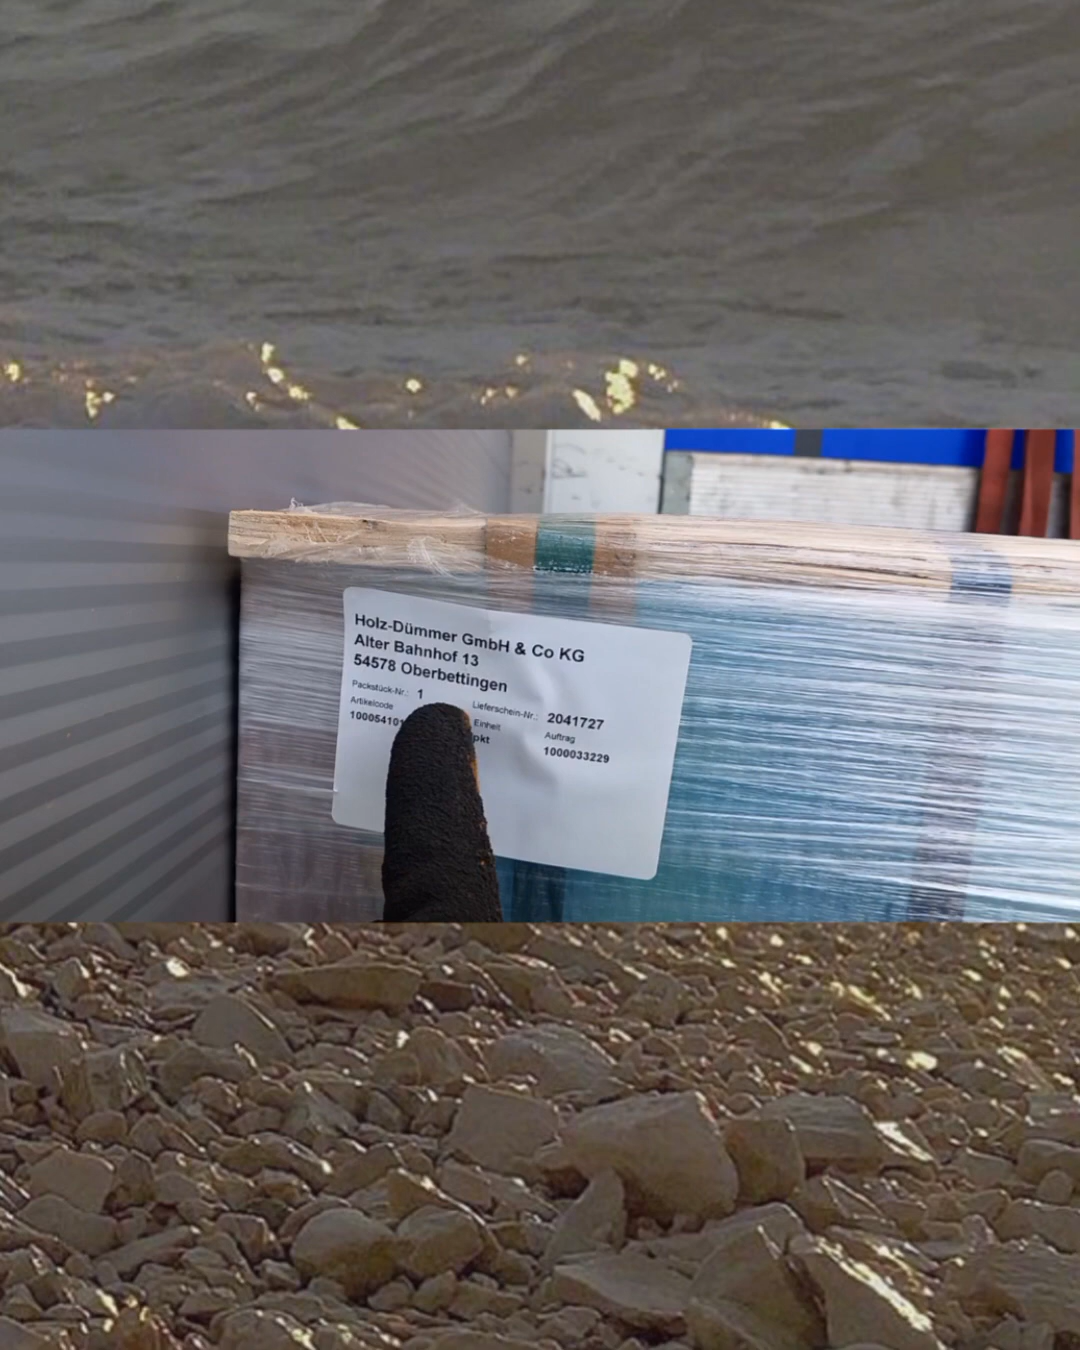 Holz-Dümmer GmbH & Co KG
Alter Bahnhof 13
54578 Oberbettingen
Packstück-Nr.: 1 Lieferschein-Nr.: 2041727
Artikelcode Einheit Auftrag
pkt 1000033229